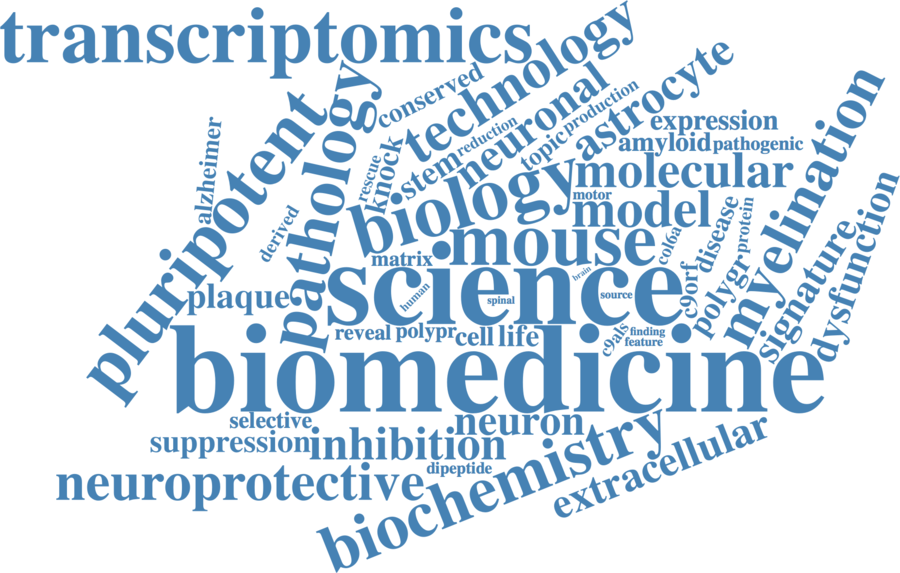 transcriptomics
technology
pathology
conserved
pluripotent
alzheimer
rescue
knock
stem
reduction
neuronal
topic
production
astrocyte
expression
amyloid
pathogenic
molecular
motor
model
biology
derived
mouse
matrix
col6a
disease
protein
myelination
signature
dysfunction
polygr
c9orf
plaque
science
human
spinal
brain
source
reveal
polypr
cell
life
c9als
finding
feature
biomedicine
selective
neuron
suppression
inhibition
dipeptide
neuroprotective
biochemistry
extracellular